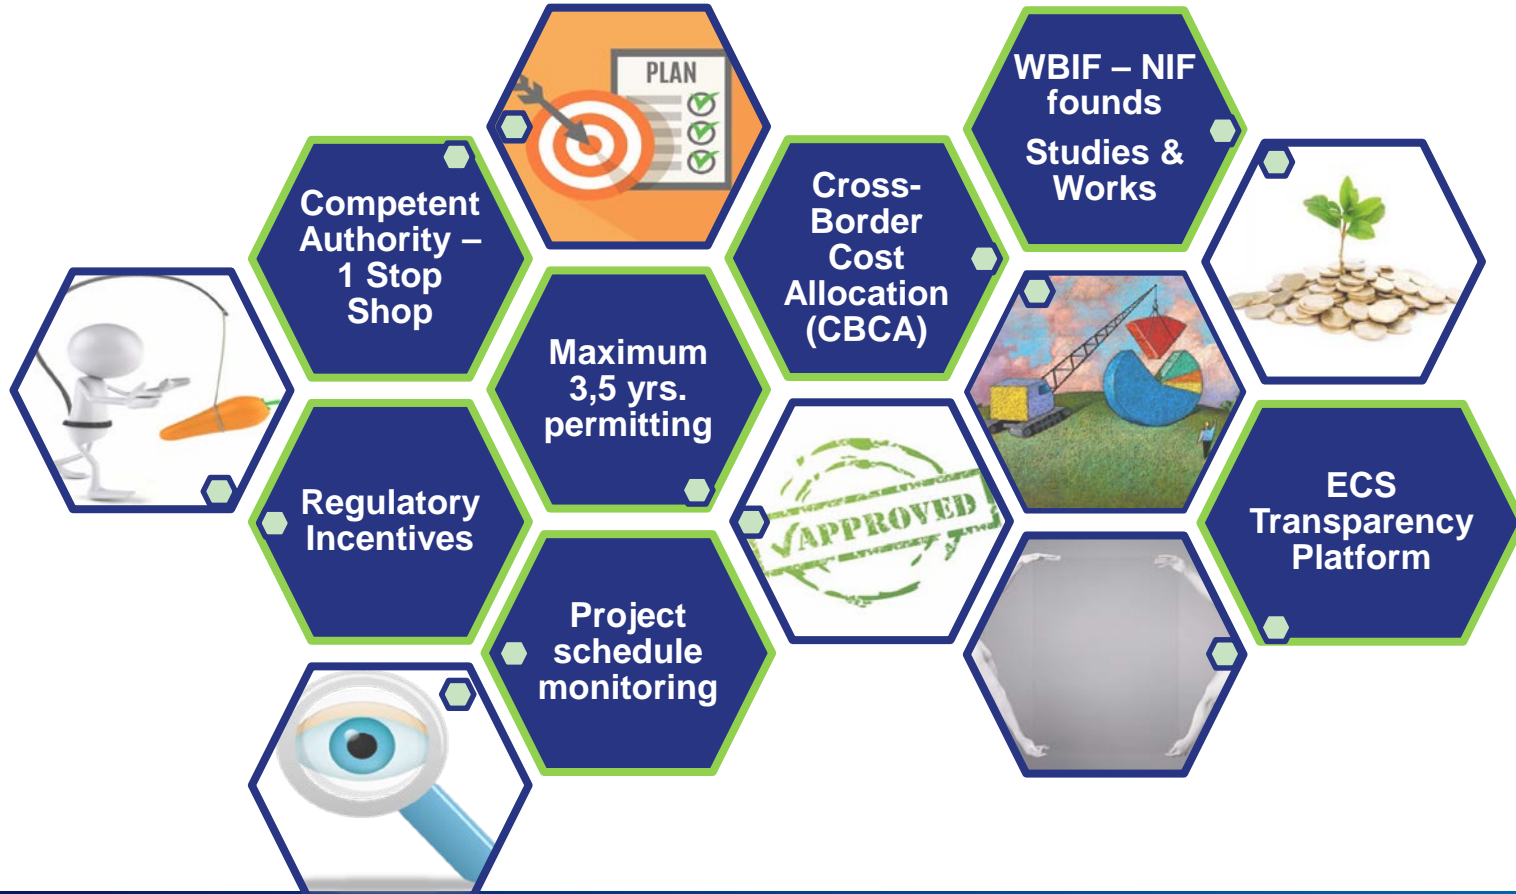 PLAN
WBIF – NIF
founds
Studies &
Works
Competent
Authority –
1 Stop
Shop
Cross-
Border
Cost
Allocation
(CBCA)
Maximum
3,5 yrs.
permitting
Regulatory
Incentives
APPROVED
ECS
Transparency
Platform
Project
schedule
monitoring